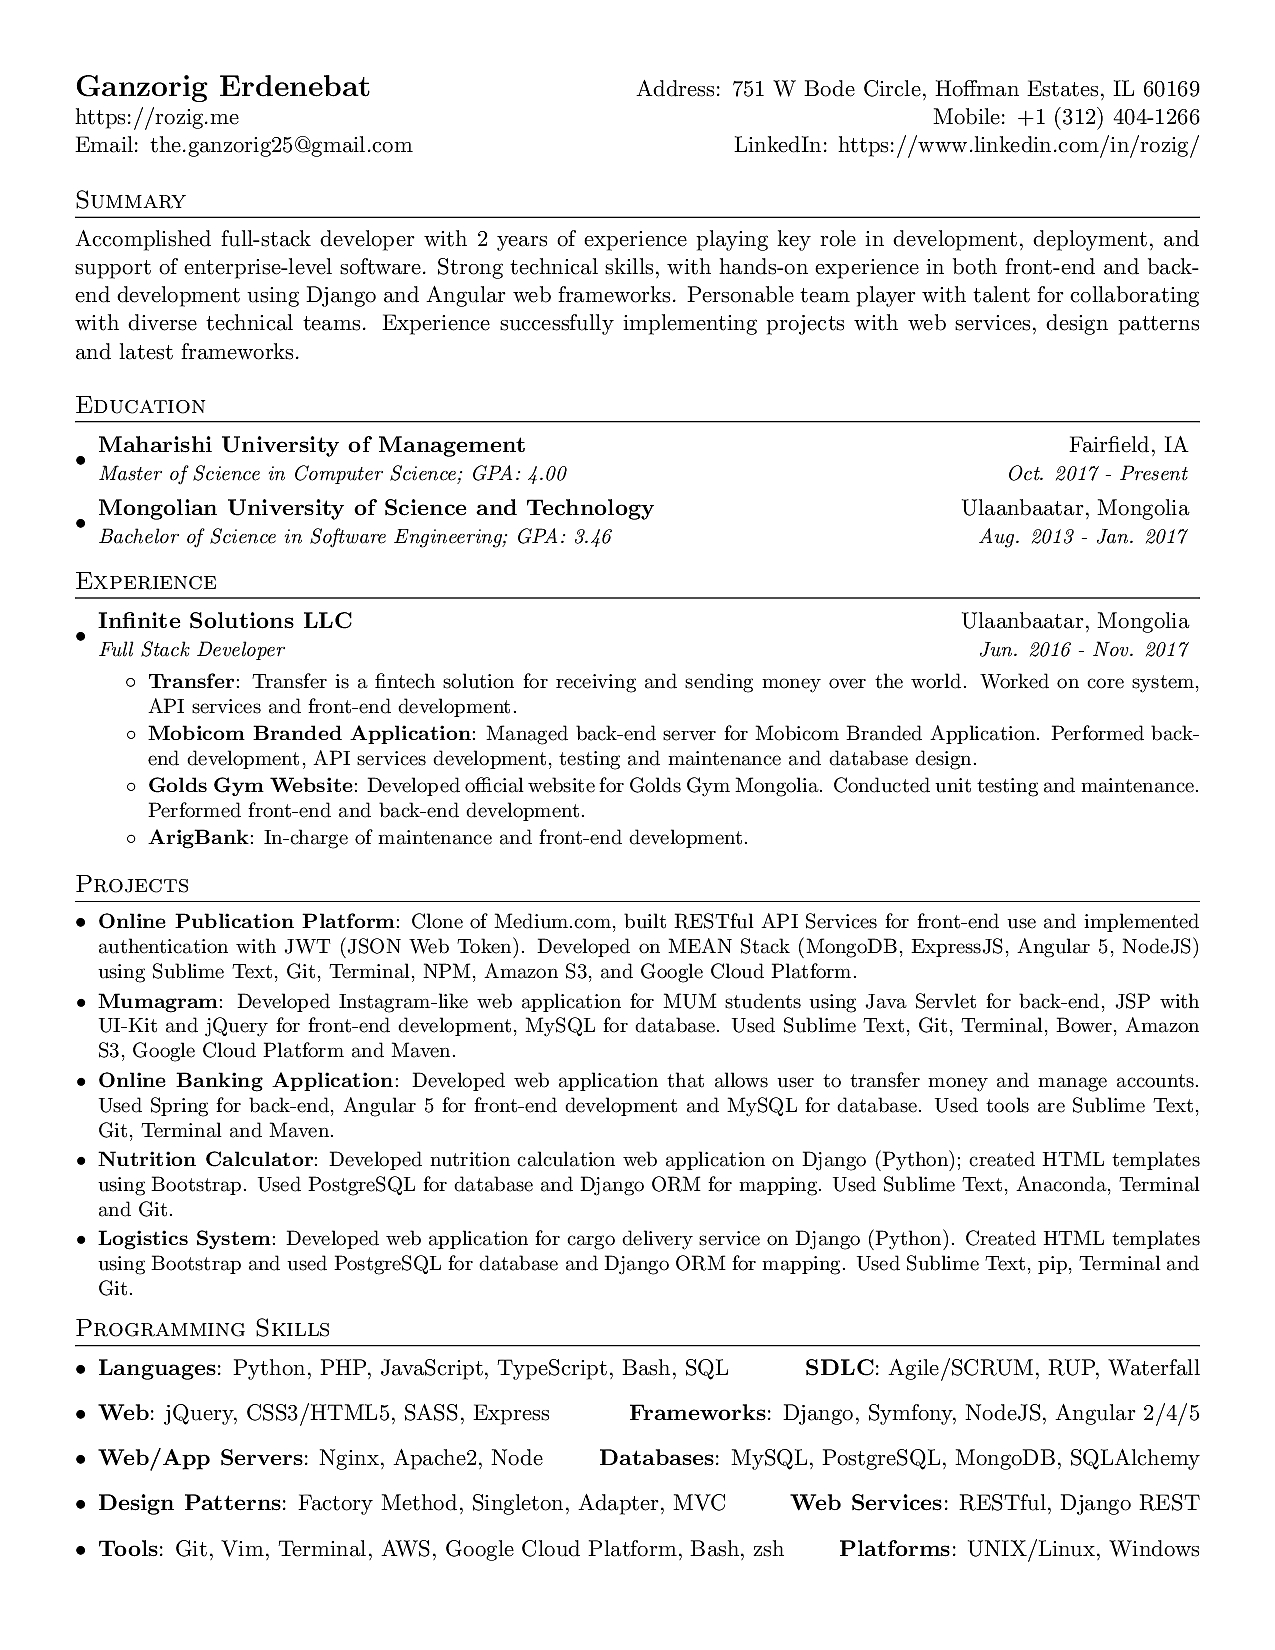 Ganzorig Erdenebat
Address: 751 W Bode Circle, Hoffman Estates, IL 60169
https://rozig.me
Mobile: +1 (312) 404-1266
Email: the.ganzorig25@gmail.com
LinkedIn: https://www.linkedin.com/in/rozig/
Summary
Accomplished full-stack developer with 2 years of experience playing key role in development, deployment, and
support of enterprise-level software. Strong technical skills, with hands-on experience in both front-end and back-
end development using Django and Angular web frameworks. Personable team player with talent for collaborating
with diverse technical teams. Experience successfully implementing projects with web services, design patterns
and latest frameworks.
Education
• Maharishi University of Management Fairfield, IA
Master of Science in Computer Science; GPA: 4.00 Oct. 2017 - Present
• Mongolian University of Science and Technology Ulaanbaatar, Mongolia
Bachelor of Science in Software Engineering; GPA: 3.46 Aug. 2013 - Jan. 2017
Experience
• Infinite Solutions LLC Ulaanbaatar, Mongolia
Full Stack Developer Jun. 2016 - Nov. 2017
◦ Transfer: Transfer is a fintech solution for receiving and sending money over the world. Worked on core system,
API services and front-end development.
◦ Mobicom Branded Application: Managed back-end server for Mobicom Branded Application. Performed back-
end development, API services development, testing and maintenance and database design.
◦ Golds Gym Website: Developed official website for Golds Gym Mongolia. Conducted unit testing and maintenance.
Performed front-end and back-end development.
◦ ArigBank: In-charge of maintenance and front-end development.
Projects
• Online Publication Platform: Clone of Medium.com, built RESTful API Services for front-end use and implemented
authentication with JWT (JSON Web Token). Developed on MEAN Stack (MongoDB, ExpressJS, Angular 5, NodeJS)
using Sublime Text, Git, Terminal, NPM, Amazon S3, and Google Cloud Platform.
• Mumagram: Developed Instagram-like web application for MUM students using Java Servlet for back-end, JSP with
UI-Kit and jQuery for front-end development, MySQL for database. Used Sublime Text, Git, Terminal, Bower, Amazon
S3, Google Cloud Platform and Maven.
• Online Banking Application: Developed web application that allows user to transfer money and manage accounts.
Used Spring for back-end, Angular 5 for front-end development and MySQL for database. Used tools are Sublime Text,
Git, Terminal and Maven.
• Nutrition Calculator: Developed nutrition calculation web application on Django (Python); created HTML templates
using Bootstrap. Used PostgreSQL for database and Django ORM for mapping. Used Sublime Text, Anaconda, Terminal
and Git.
• Logistics System: Developed web application for cargo delivery service on Django (Python). Created HTML templates
using Bootstrap and used PostgreSQL for database and Django ORM for mapping. Used Sublime Text, pip, Terminal and
Git.
Programming Skills
• Languages: Python, PHP, JavaScript, TypeScript, Bash, SQL SDLC: Agile/SCRUM, RUP, Waterfall
• Web: jQuery, CSS3/HTML5, SASS, Express Frameworks: Django, Symfony, NodeJS, Angular 2/4/5
• Web/App Servers: Nginx, Apache2, Node Databases: MySQL, PostgreSQL, MongoDB, SQLAlchemy
• Design Patterns: Factory Method, Singleton, Adapter, MVC Web Services: RESTful, Django REST
• Tools: Git, Vim, Terminal, AWS, Google Cloud Platform, Bash, zsh Platforms: UNIX/Linux, Windows